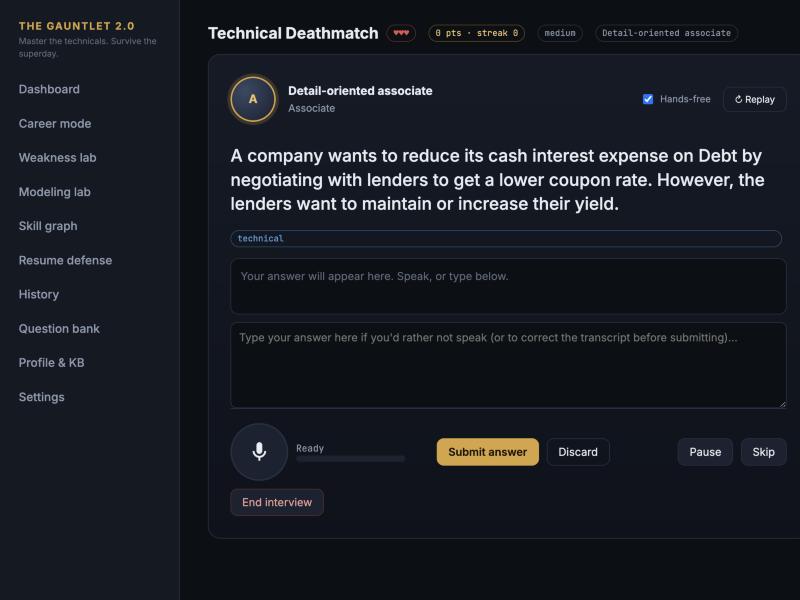 THE GAUNTLET 2.0
Master the technicals. Survive the
superday.
Dashboard
Career mode
Weakness lab
Modeling lab
Skill graph
Resume defense
History
Question bank
Profile & KB
Settings
Technical Deathmatch ♥♥♥ 0 pts · streak 0 medium Detail-oriented associate
A
Detail-oriented associate
Associate
Hands-free
↻ Replay
A company wants to reduce its cash interest expense on Debt by
negotiating with lenders to get a lower coupon rate. However, the
lenders want to maintain or increase their yield.
technical
Your answer will appear here. Speak, or type below.
Type your answer here if you'd rather not speak (or to correct the transcript before submitting)...
Ready
Submit answer
Discard
Pause
Skip
End interview